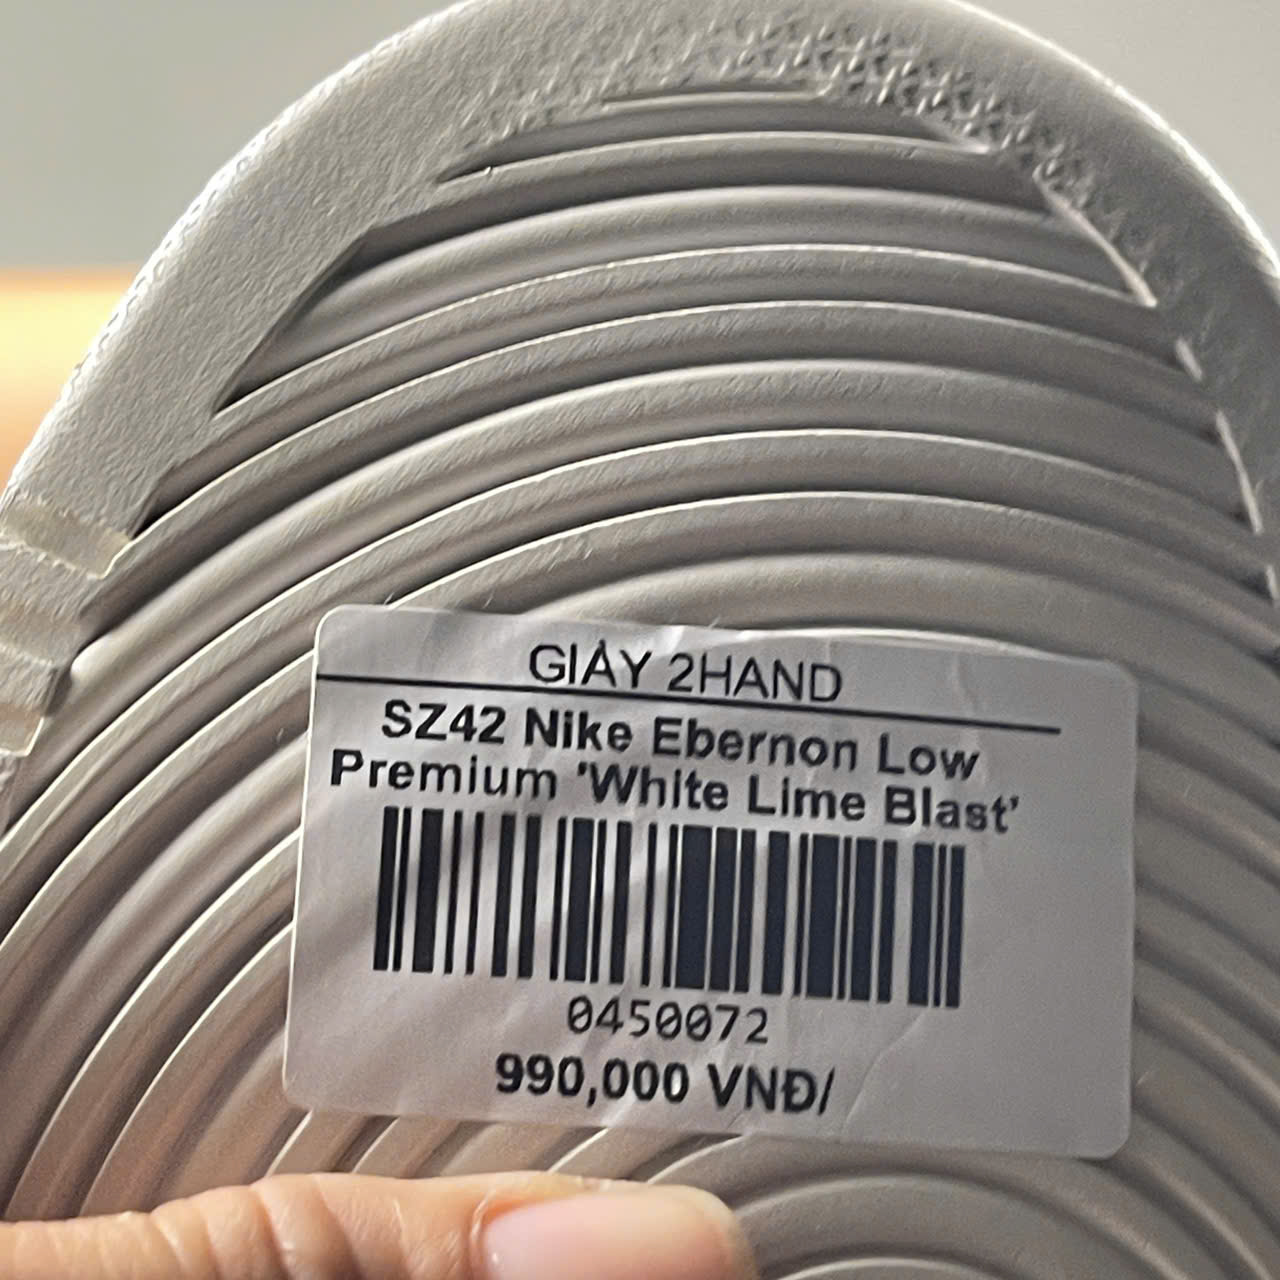 GIÀY 2HAND
SZ42 Nike Ebernon Low
Premium 'White Lime Blast'
0450072
990,000 VNĐ/